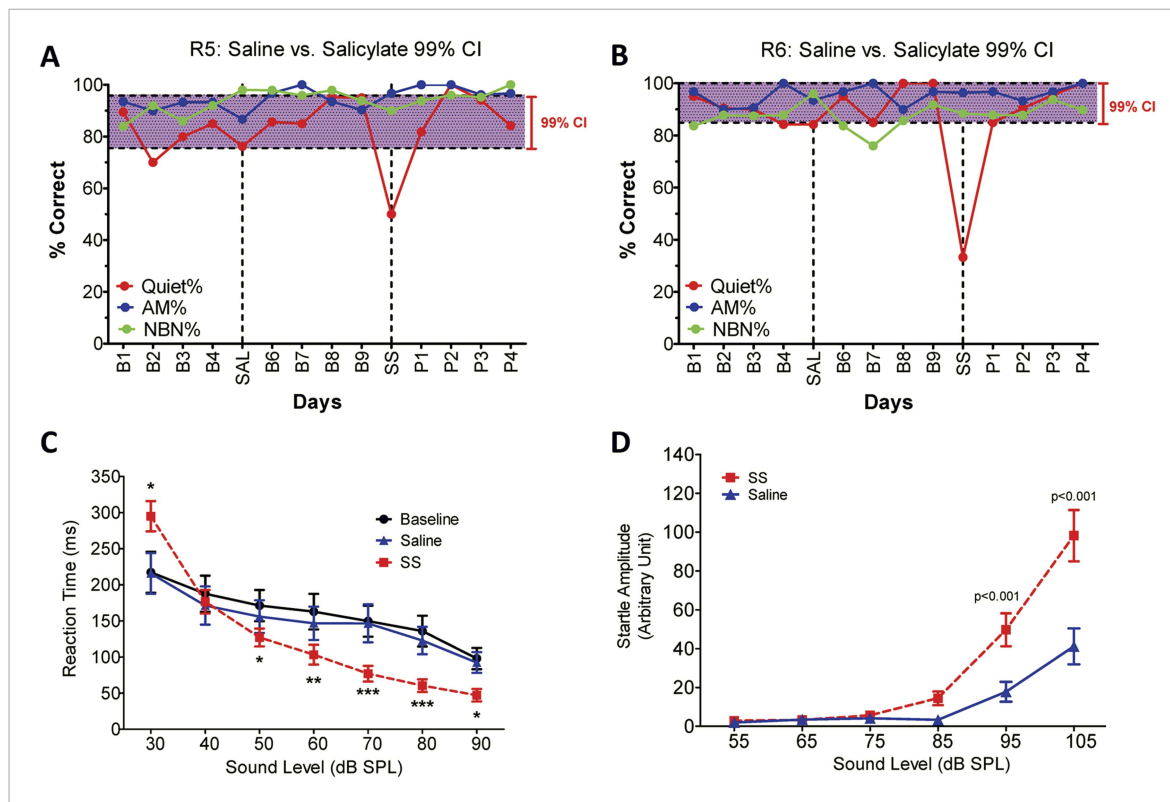 A
R5: Saline vs. Salicylate 99% CI
100
80
60
40
20
0
% Correct
99% CI
Quiet%
AM%
NBN%
B1
B2
B3
B4
SAL
B6
B7
B8
B9
SS
P1
P2
P3
P4
Days
B
R6: Saline vs. Salicylate 99% CI
100
80
60
40
20
0
% Correct
99% CI
Quiet%
AM%
NBN%
B1
B2
B3
B4
SAL
B6
B7
B8
B9
SS
P1
P2
P3
P4
Days
C
350
300
250
200
150
100
50
0
Reaction Time (ms)
*
Baseline
Saline
SS
*
**
***
***
*
30
40
50
60
70
80
90
Sound Level (dB SPL)
D
140
120
100
80
60
40
20
0
Startle Amplitude
(Arbitrary Unit)
SS
Saline
p<0.001
p<0.001
55
65
75
85
95
105
Sound Level (dB SPL)